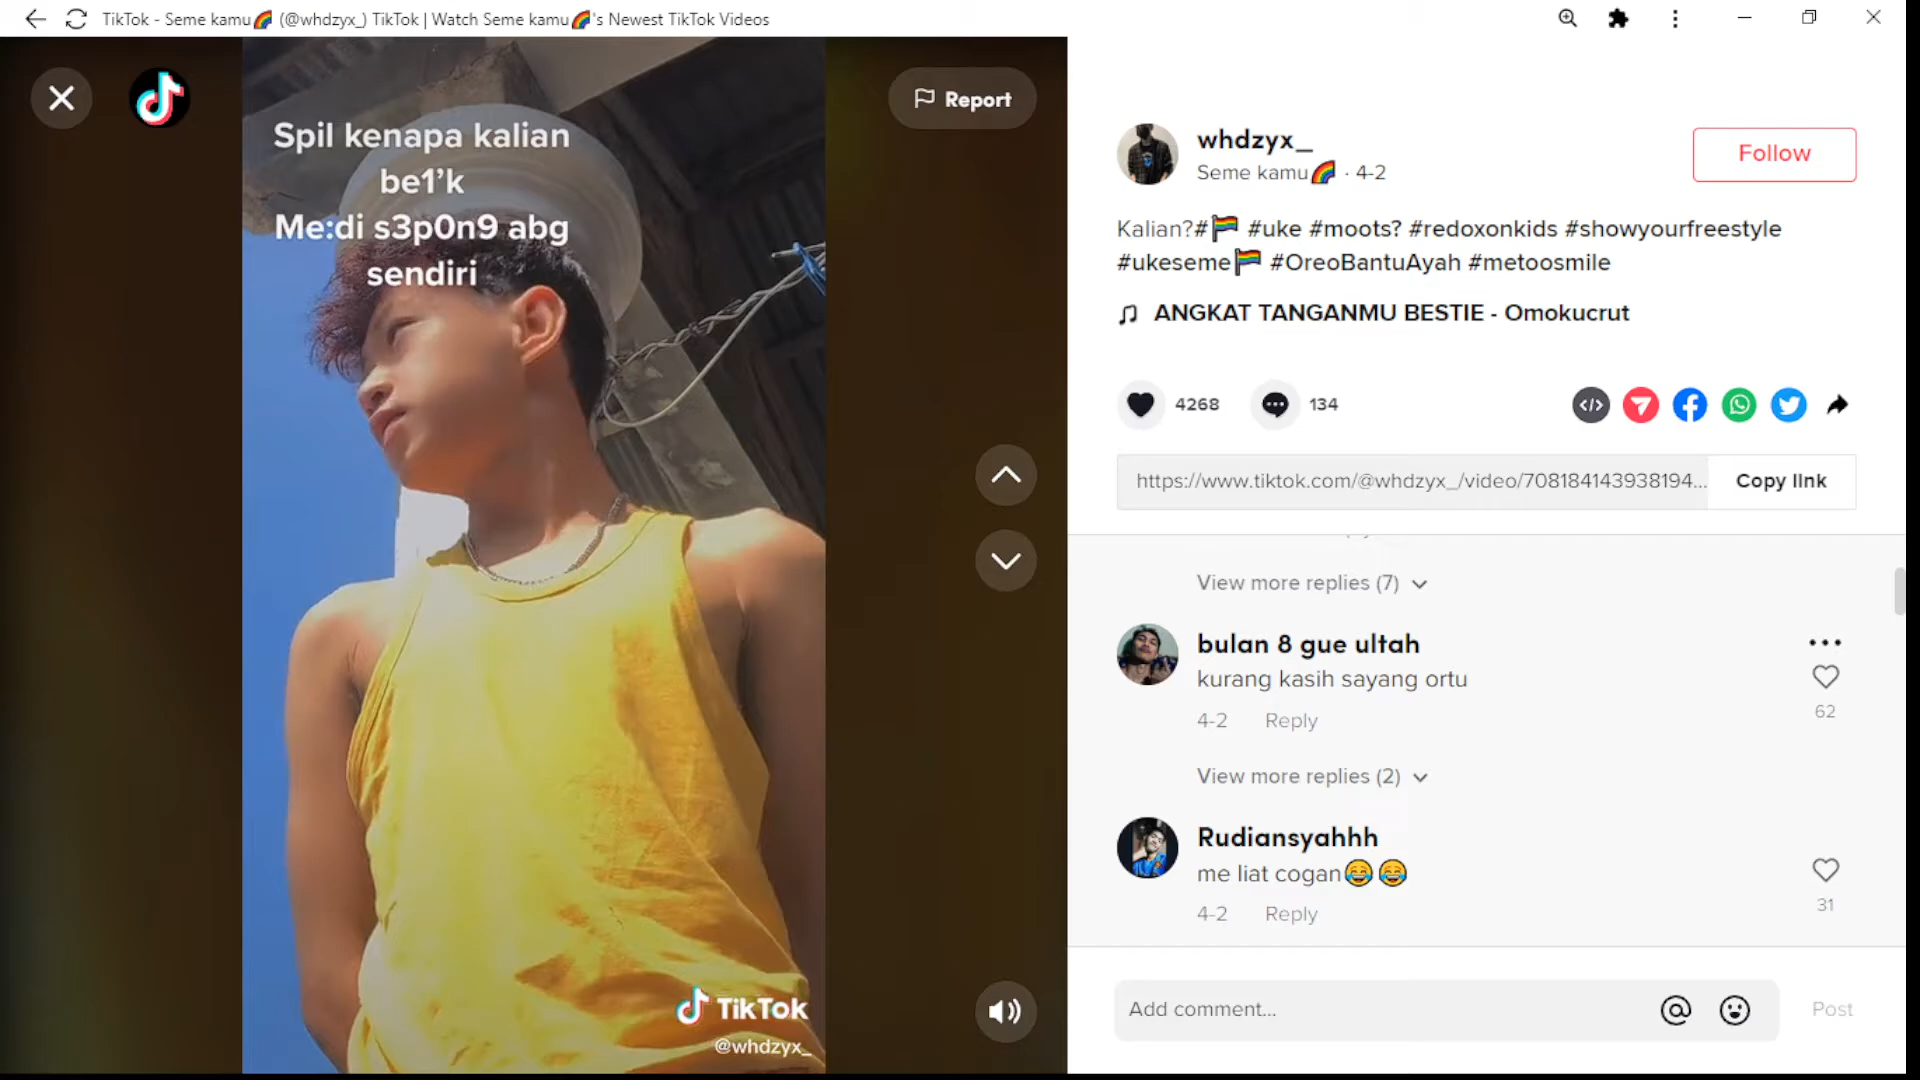 TikTok - Seme kamu🌈 (@whdzyx_) TikTok | Watch Seme kamu🌈's Newest TikTok Videos
Report
Spil kenapa kalian
be1'k
Me:di s3p0n9 abg
sendiri
TikTok
@whdzyx_
whdzyx_
Seme kamu🌈 · 4-2
Follow
Kalian?#🏳️‍🌈 #uke #moots? #redoxonkids #showyourfreestyle
#ukeseme🏳️‍🌈 #OreoBantuAyah #metoosmile
ANGKAT TANGANMU BESTIE - Omokucrut
4268
134
https://www.tiktok.com/@whdzyx_/video/708184143938194...
Copy link
View more replies (7)
bulan 8 gue ultah
kurang kasih sayang ortu
4-2 Reply
62
View more replies (2)
Rudiansyahhh
me liat cogan😂😂
4-2 Reply
31
Add comment...
Post